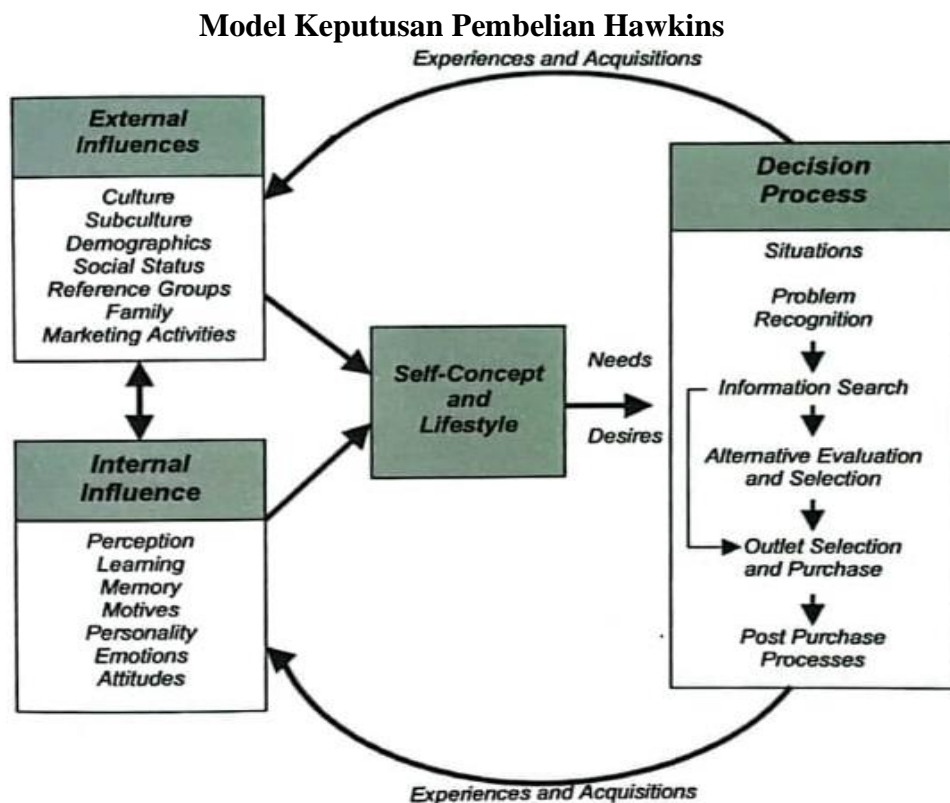 Model Keputusan Pembelian Hawkins
Experiences and Acquisitions
External
Influences
Culture
Subculture
Demographics
Social Status
Reference Groups
Family
Marketing Activities
Internal
Influence
Perception
Learning
Memory
Motives
Personality
Emotions
Attitudes
Self-Concept
and
Lifestyle
Needs
Desires
Decision
Process
Situations
Problem
Recognition
Information Search
Alternative Evaluation
and Selection
Outlet Selection
and Purchase
Post Purchase
Processes
Experiences and Acquisitions